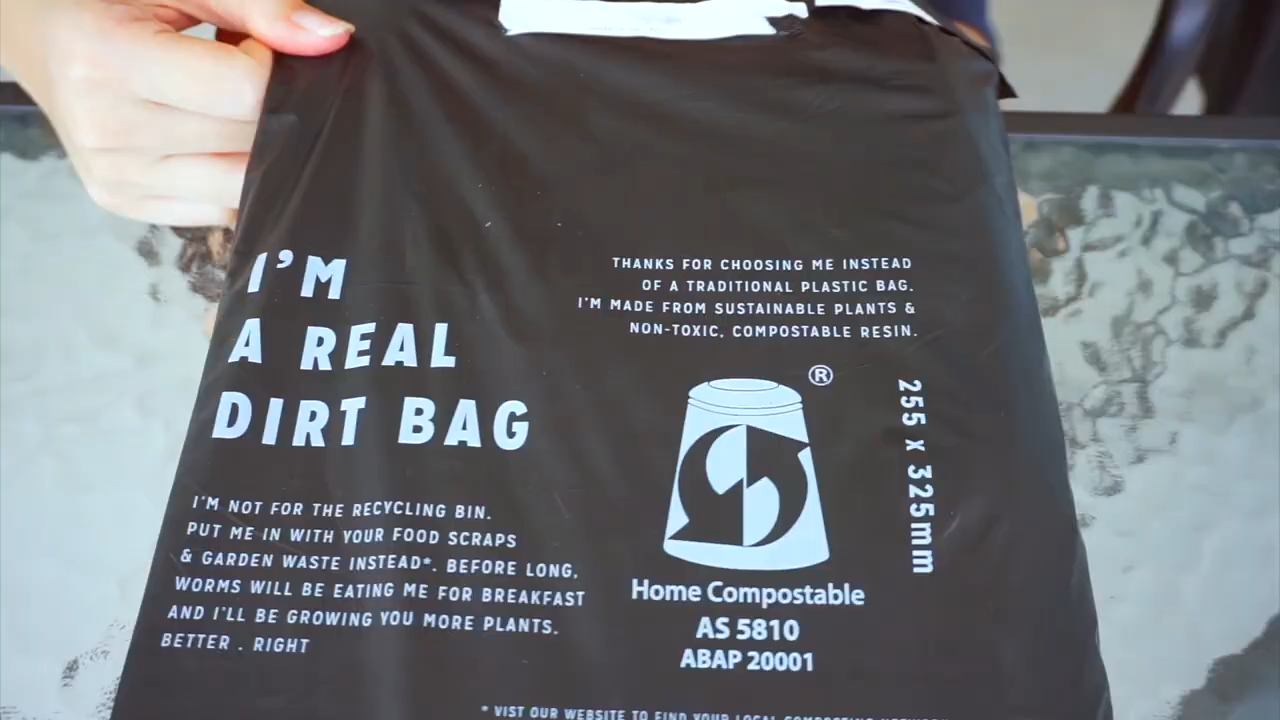 I'M
A REAL
DIRT BAG
I'M NOT FOR THE RECYCLING BIN.
PUT ME IN WITH YOUR FOOD SCRAPS
& GARDEN WASTE INSTEAD*. BEFORE LONG,
WORMS WILL BE EATING ME FOR BREAKFAST
AND I'LL BE GROWING YOU MORE PLANTS.
BETTER . RIGHT
THANKS FOR CHOOSING ME INSTEAD
OF A TRADITIONAL PLASTIC BAG.
I'M MADE FROM SUSTAINABLE PLANTS &
NON-TOXIC, COMPOSTABLE RESIN.
®
255 x 325mm
Home Compostable
AS 5810
ABAP 20001
* VIST OUR WEBSITE TO FIND YOUR LOCAL COMPOSTING NETWORK